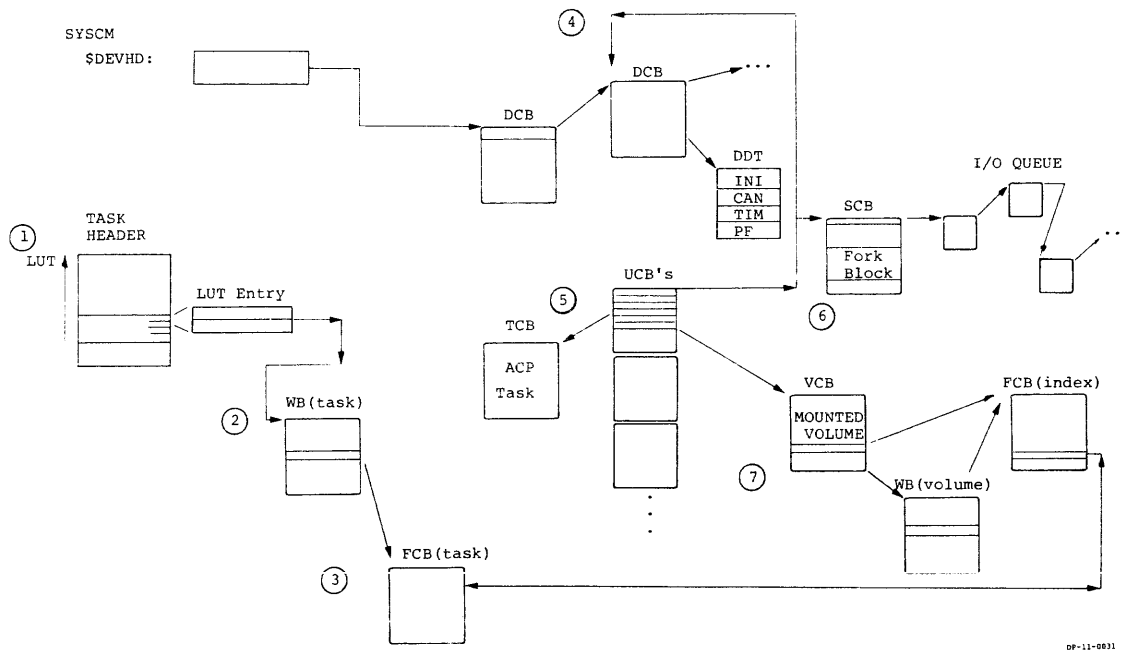 SYSCM
$DEVHD:
4
DCB
...
DCB
DDT
INI
CAN
TIM
PF
I/O QUEUE
SCB
Fork
Block
..
6
TASK
HEADER
1
LUT
LUT Entry
UCB's
5
TCB
ACP
Task
WB(task)
2
VCB
MOUNTED
VOLUME
FCB(index)
7
WB(volume)
FCB(task)
3
DP-11-0031